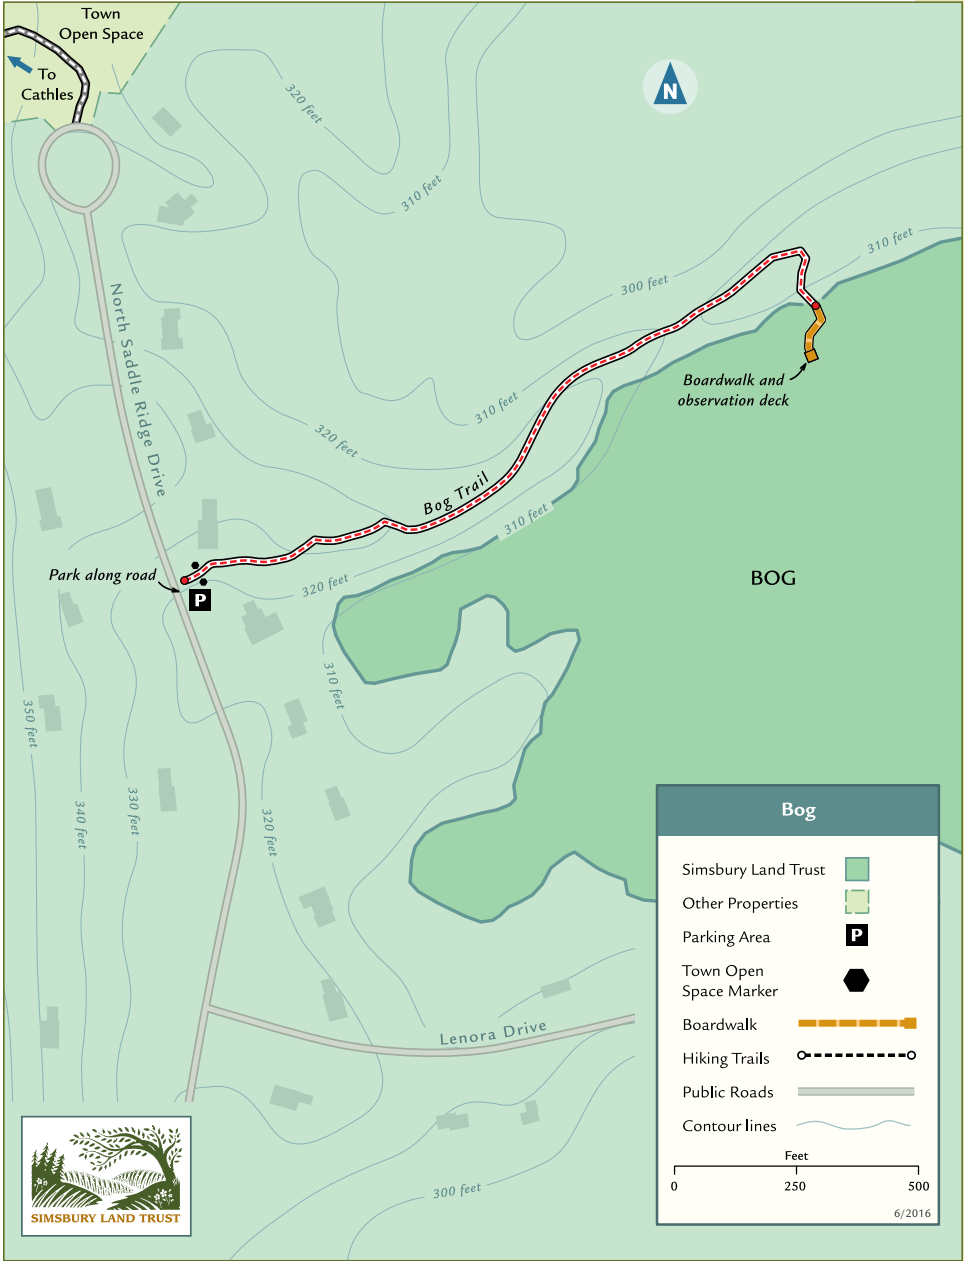 Town
Open Space
To
Cathles
N
320 feet
310 feet
310 feet
300 feet
North Saddle Ridge Drive
Boardwalk and
observation deck
310 feet
320 feet
Bog Trail
310 feet
Park along road
P
320 feet
BOG
310 feet
350 feet
340 feet
330 feet
320 feet
Lenora Drive
300 feet
Bog
Simsbury Land Trust
Other Properties
Parking Area
P
Town Open
Space Marker
Boardwalk
Hiking Trails
Public Roads
Contour lines
Feet
0 250 500
6/2016
SIMSBURY LAND TRUST